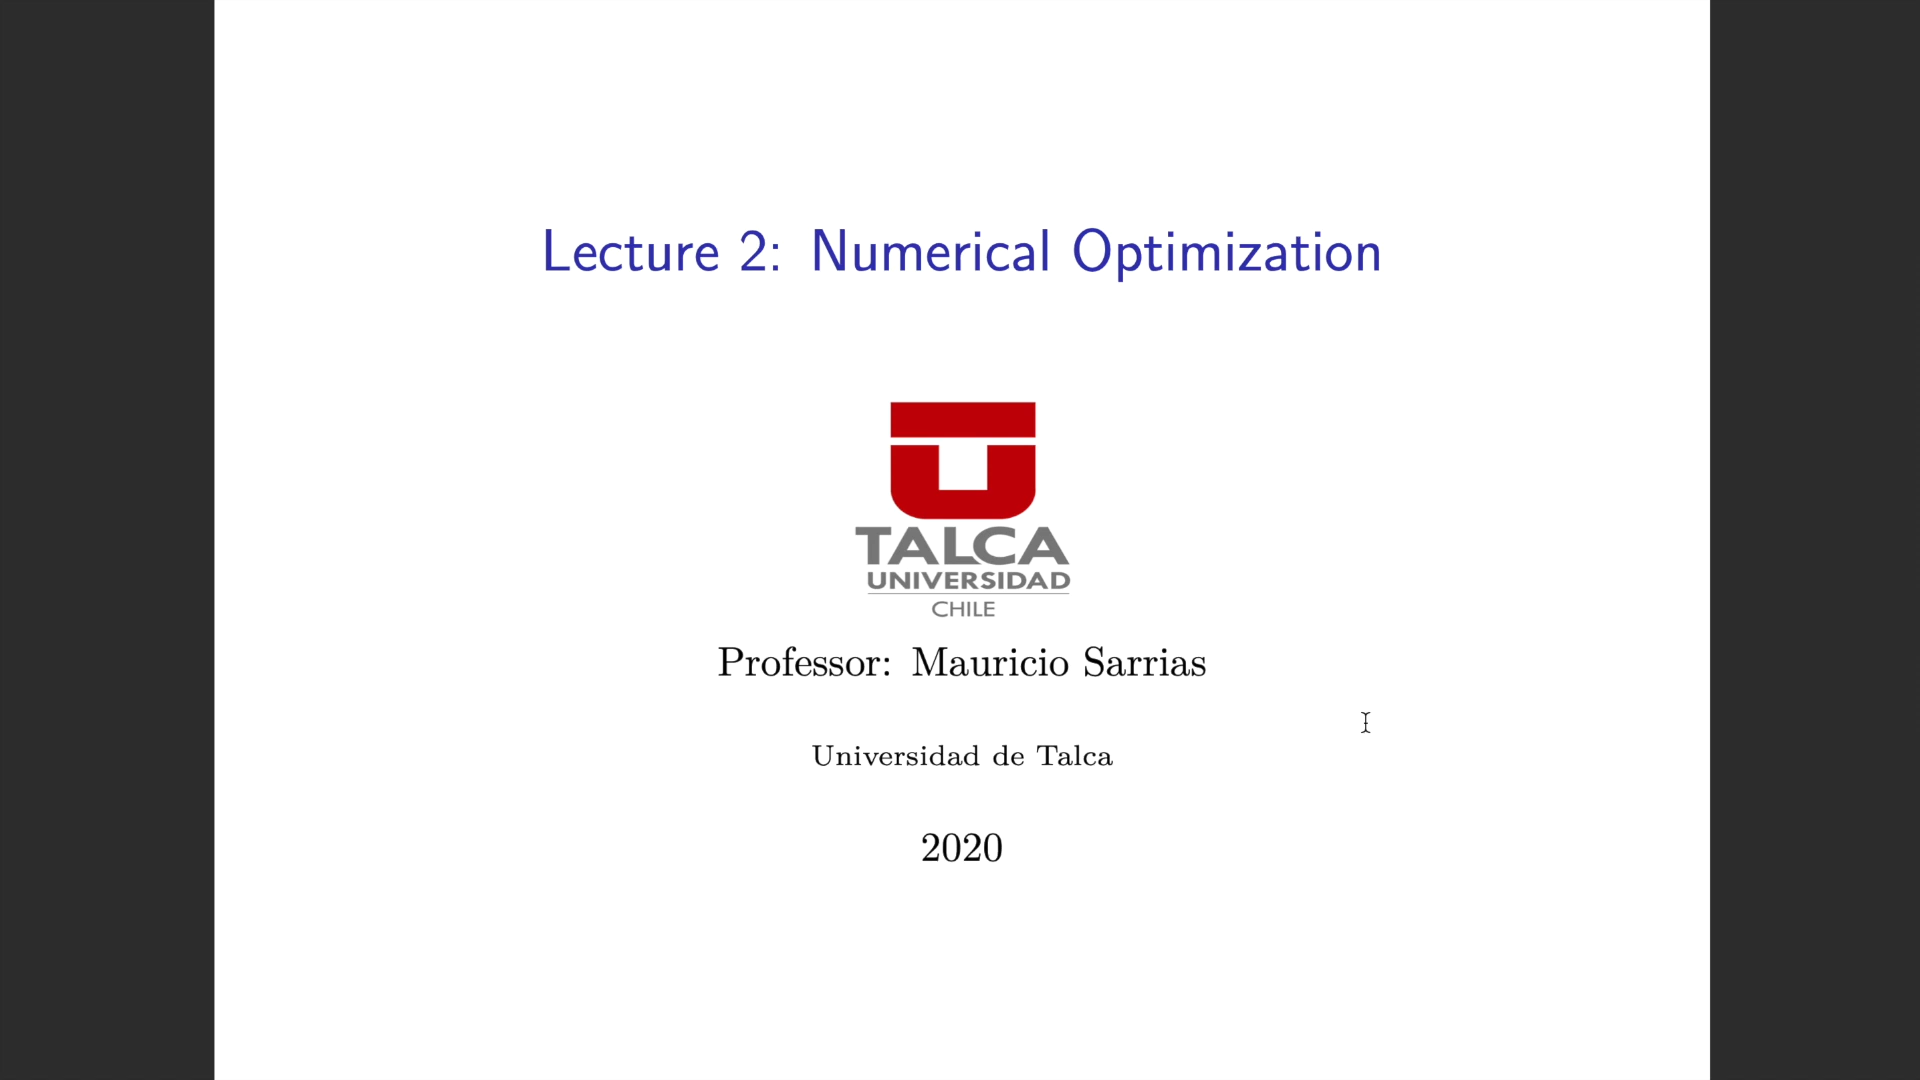 Lecture 2: Numerical Optimization
TALCA
UNIVERSIDAD
CHILE
Professor: Mauricio Sarrias
Universidad de Talca
2020